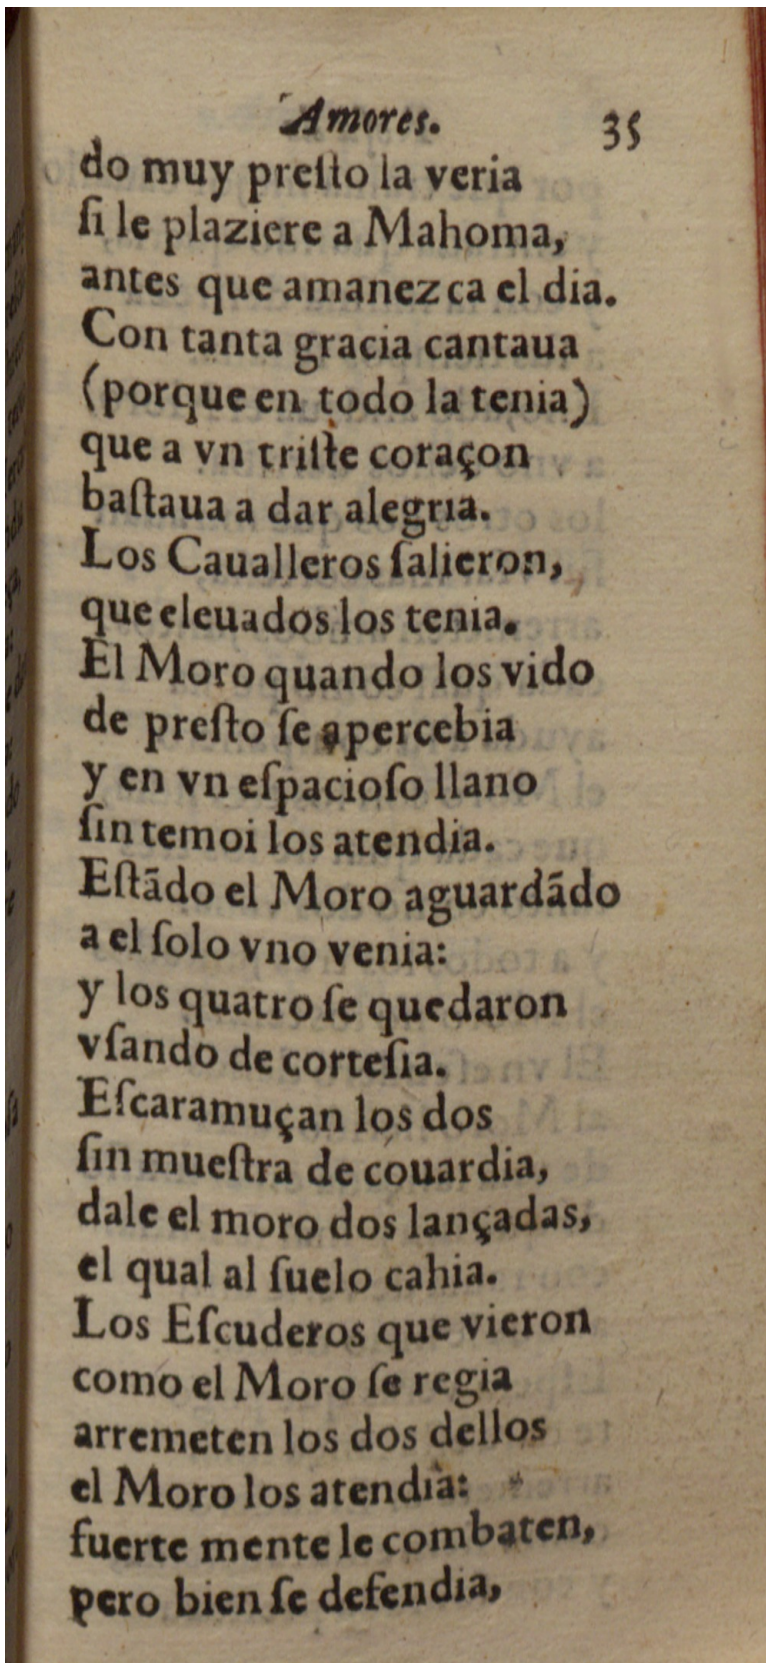 Amores. 35
do muy presto la veria
ſi le plaziere a Mahoma,
antes que amanezca el dia.
Con tanta gracia cantaua
(porque en todo la tenia)
que a vn triſte coraçon
baſtaua a dar alegria.
Los Caualleros ſalieron,
que eleuados los tenia.
El Moro quando los vido
de preſto ſe apercebia
y en vn eſpacioſo llano
ſin temoi los atendia.
Eſtãdo el Moro aguardãdo
a el ſolo vno venia:
y los quatro ſe quedaron
vſando de corteſia.
Eſcaramuçan los dos
ſin mueſtra de couardia,
dale el moro dos lançadas,
el qual al ſuelo cahia.
Los Eſcuderos que vieron
como el Moro ſe regia
arremeten los dos dellos
el Moro los atendia:
fuerte mente le combaten,
pero bien ſe defendia,